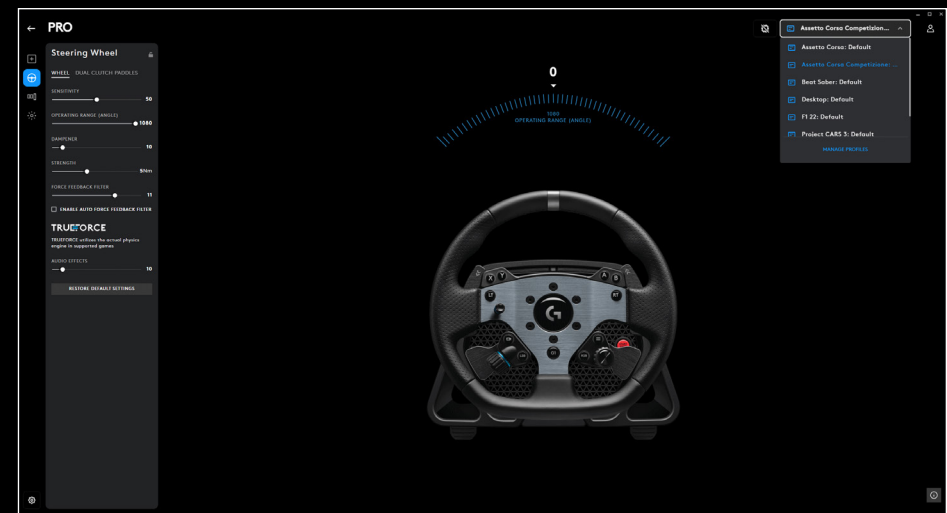 PRO
Assetto Corsa Competizion...
Assetto Corsa: Default
Assetto Corsa Competizione: ...
Beat Saber: Default
Desktop: Default
F1 22: Default
Project CARS 3: Default
MANAGE PROFILES
Steering Wheel
WHEEL DUAL CLUTCH PADDLES
SENSITIVITY
50
OPERATING RANGE (ANGLE)
1080
DAMPENER
10
STRENGTH
5Nm
FORCE FEEDBACK FILTER
11
ENABLE AUTO FORCE FEEDBACK FILTER
TRUEFORCE
TRUEFORCE utilizes the actual physics
engine in supported games
AUDIO EFFECTS
10
RESTORE DEFAULT SETTINGS
0
1080
OPERATING RANGE (ANGLE)
X Y A B
LT RT
G